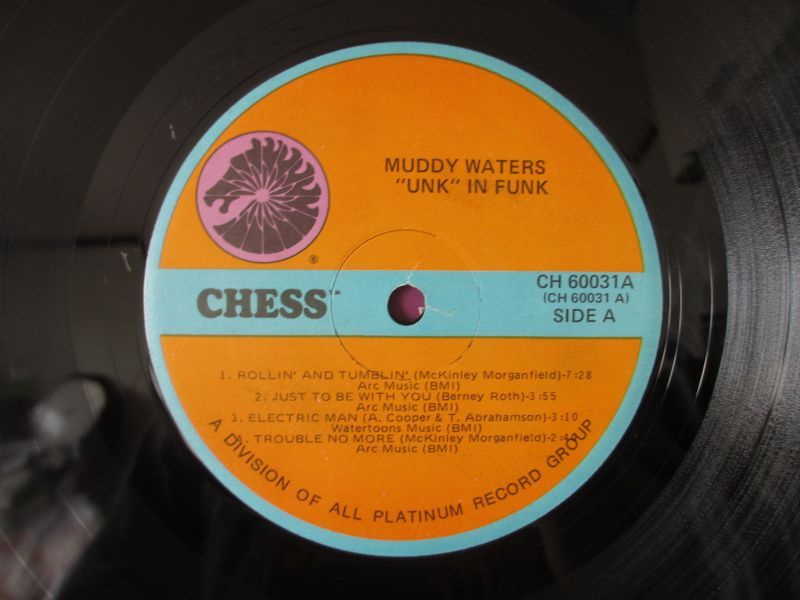 MUDDY WATERS
"UNK" IN FUNK
®
CHESS™
CH 60031A
(CH 60031 A)
SIDE A
1. ROLLIN' AND TUMBLIN' (McKinley Morganfield)-7:28
Arc Music (BMI)
2. JUST TO BE WITH YOU (Berney Roth)-3:55
Arc Music (BMI)
3. ELECTRIC MAN (A. Cooper & T. Abrahamson)-3:10
Watertoons Music (BMI)
TROUBLE NO MORE (McKinley Morganfield)-
Arc Music (BMI)
A DIVISION OF ALL PLATINUM RECORD GROUP